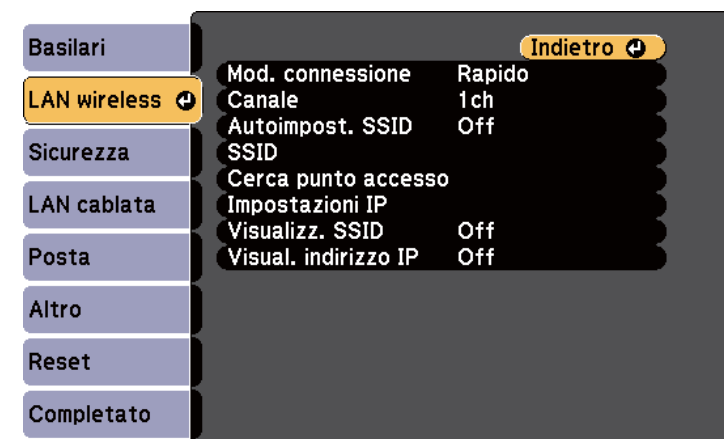 Basilari
LAN wireless
Sicurezza
LAN cablata
Posta
Altro
Reset
Completato
Indietro
Mod. connessione Rapido
Canale 1ch
Autoimpost. SSID Off
SSID
Cerca punto accesso
Impostazioni IP
Visualizz. SSID Off
Visual. indirizzo IP Off